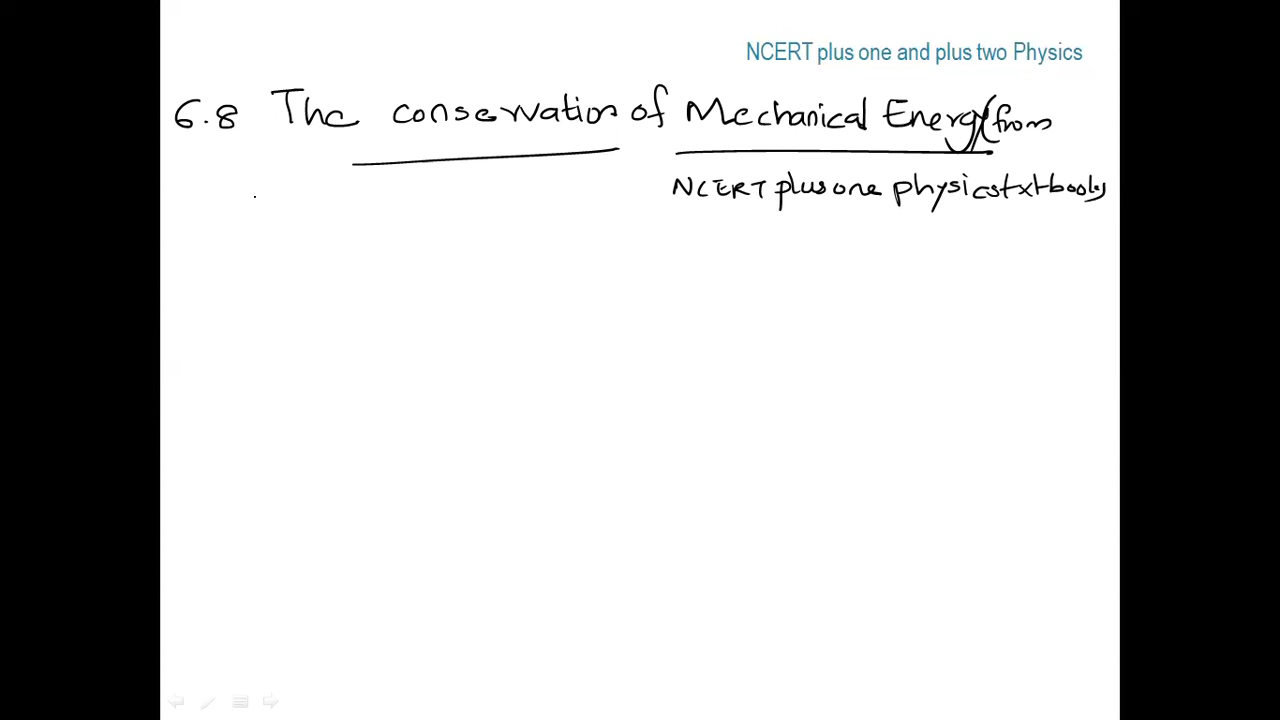 NCERT plus one and plus two Physics
6.8 The conservation of Mechanical Energy (from
NCERT plus one physics txtbook)